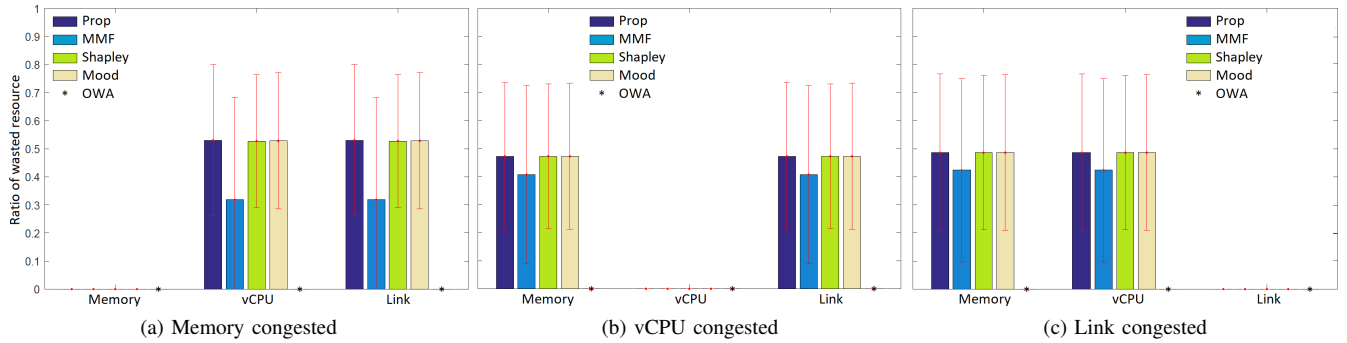 Ratio of wasted resource
1
0.9
0.8
0.7
0.6
0.5
0.4
0.3
0.2
0.1
0
Prop
MMF
Shapley
Mood
* OWA
Memory vCPU Link
(a) Memory congested
Prop
MMF
Shapley
Mood
* OWA
Memory vCPU Link
(b) vCPU congested
Prop
MMF
Shapley
Mood
* OWA
Memory vCPU Link
(c) Link congested